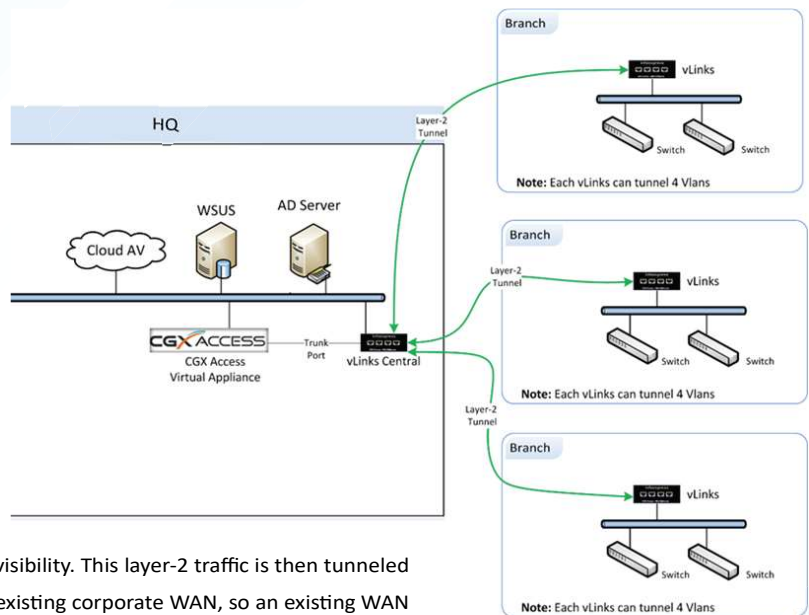 HQ
WSUS
AD Server
Cloud AV
CGX ACCESS
CGX Access
Virtual Appliance
Trunk
Port
vLinks Central
Layer-2
Tunnel
Layer-2
Tunnel
Layer-2
Tunnel
Branch
vLinks
Switch
Switch
Note: Each vLinks can tunnel 4 Vlans
Branch
vLinks
Switch
Switch
Note: Each vLinks can tunnel 4 Vlans
Branch
vLinks
Switch
Switch
Note: Each vLinks can tunnel 4 Vlans
visibility. This layer-2 traffic is then tunneled
existing corporate WAN, so an existing WAN